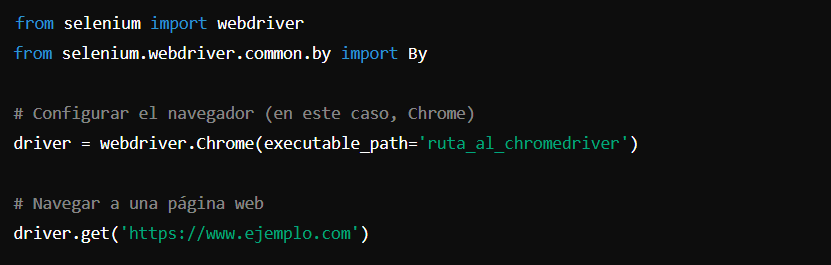 from selenium import webdriver
from selenium.webdriver.common.by import By
# Configurar el navegador (en este caso, Chrome)
driver = webdriver.Chrome(executable_path='ruta_al_chromedriver')
# Navegar a una página web
driver.get('https://www.ejemplo.com')